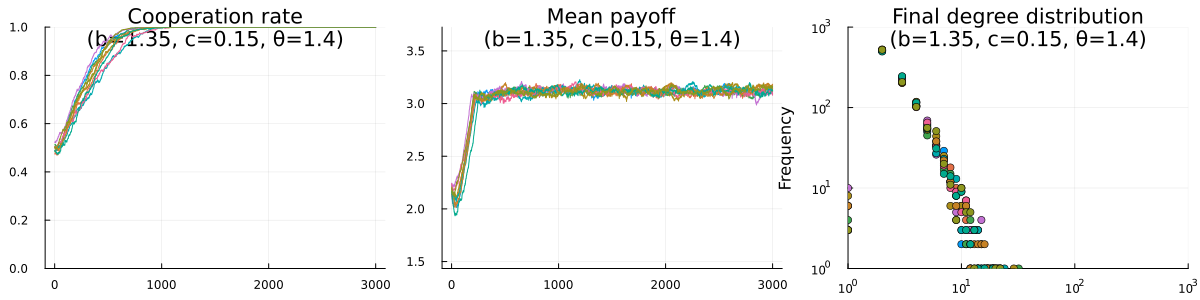 Cooperation rate
(b=1.35, c=0.15, θ=1.4)
1.0
0.8
0.6
0.4
0.2
0.0
0 1000 2000 3000
Mean payoff
(b=1.35, c=0.15, θ=1.4)
3.5
3.0
2.5
2.0
1.5
0 1000 2000 3000
Final degree distribution
(b=1.35, c=0.15, θ=1.4)
Frequency
10³
10²
10¹
10⁰
10⁰ 10¹ 10² 10³